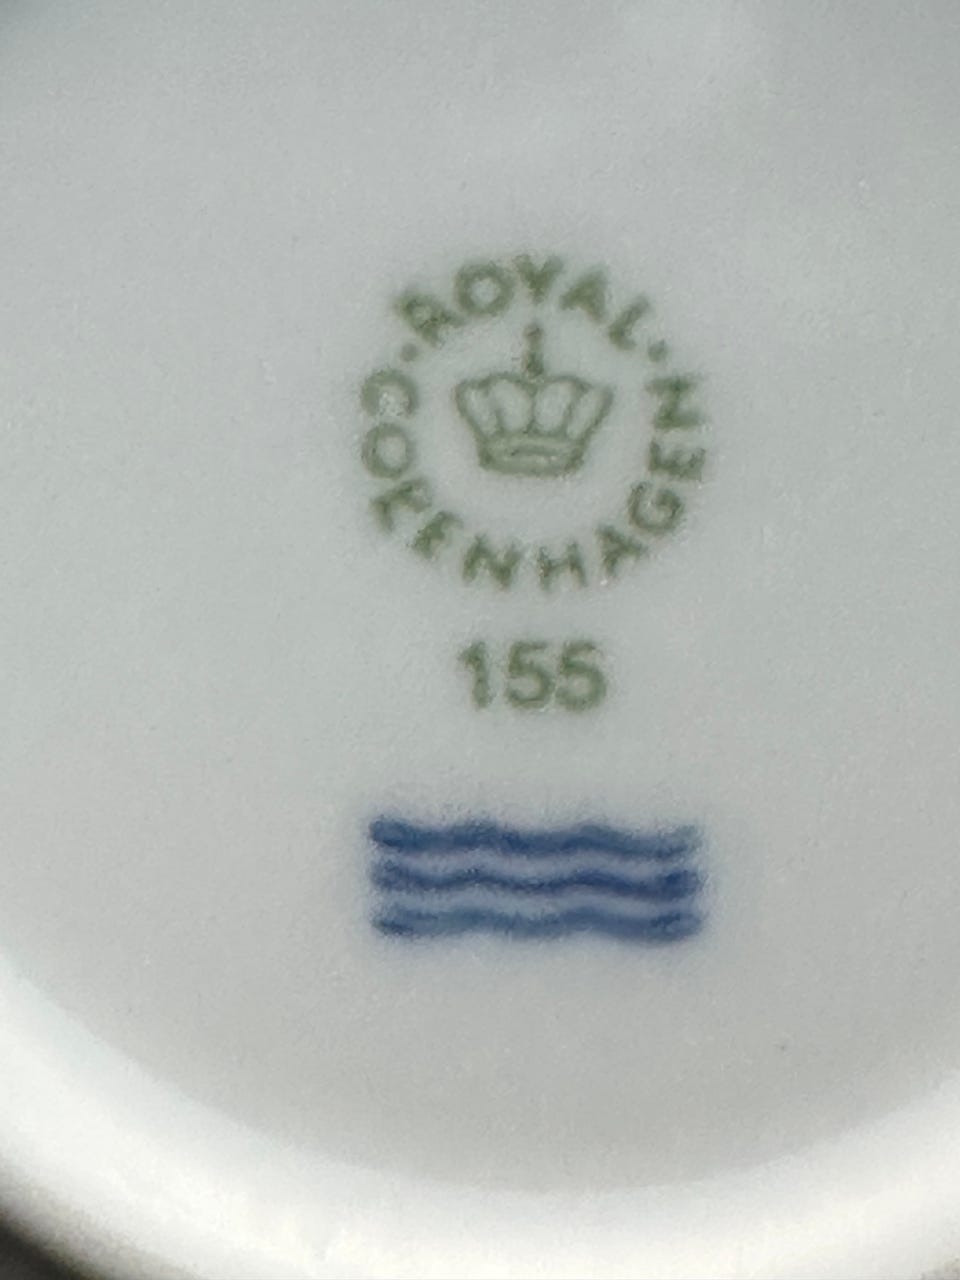 ROYAL · COPENHAGEN ·
155